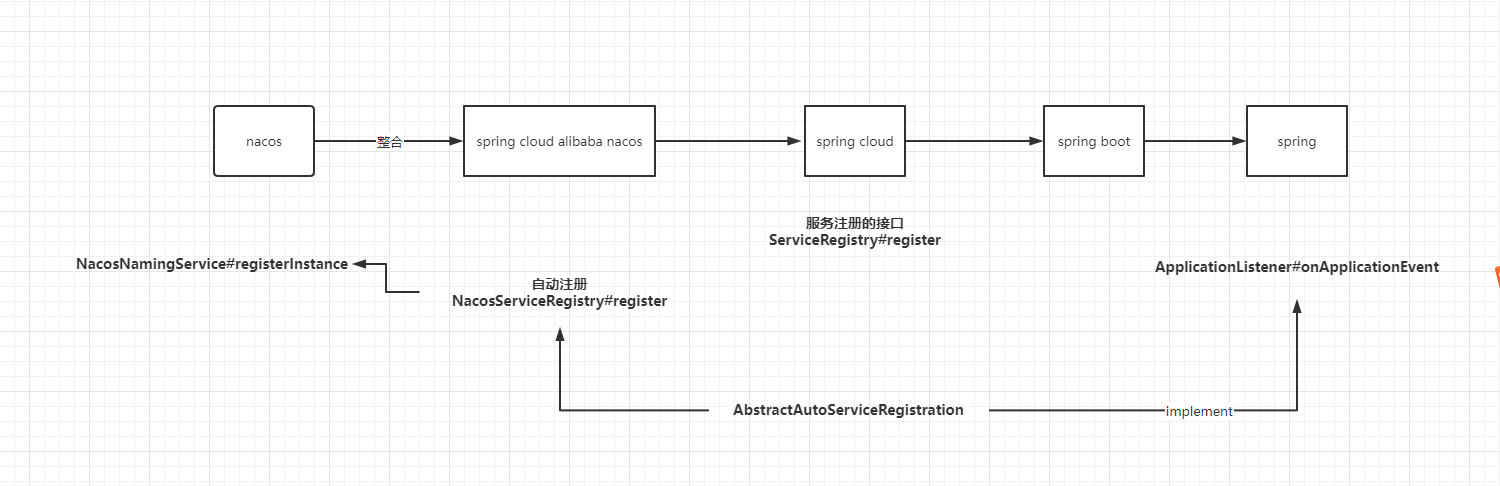 nacos
整合
spring cloud alibaba nacos
spring cloud
spring boot
spring
服务注册的接口
ServiceRegistry#register
NacosNamingService#registerInstance
自动注册
NacosServiceRegistry#register
ApplicationListener#onApplicationEvent
AbstractAutoServiceRegistration
implement